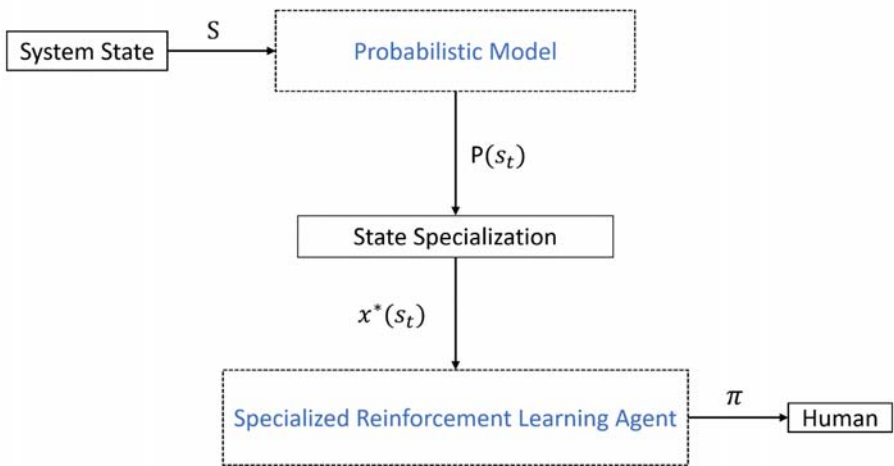 S
System State
Probabilistic Model
P(s_t)
State Specialization
x*(s_t)
Specialized Reinforcement Learning Agent
π
Human